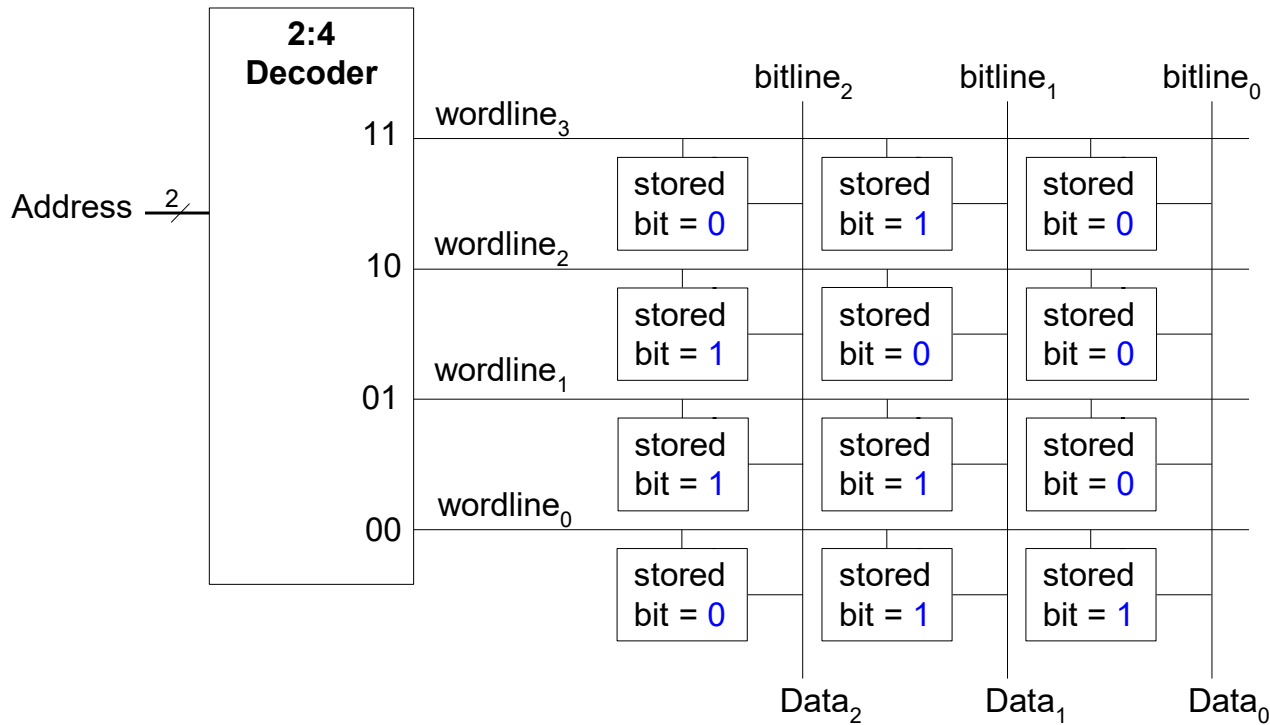 2:4
Decoder
bitline₂ bitline₁ bitline₀
wordline₃
11
stored stored stored
bit = 0 bit = 1 bit = 0
Address 2
wordline₂
10
stored stored stored
bit = 1 bit = 0 bit = 0
wordline₁
01
stored stored stored
bit = 1 bit = 1 bit = 0
wordline₀
00
stored stored stored
bit = 0 bit = 1 bit = 1
Data₂ Data₁ Data₀